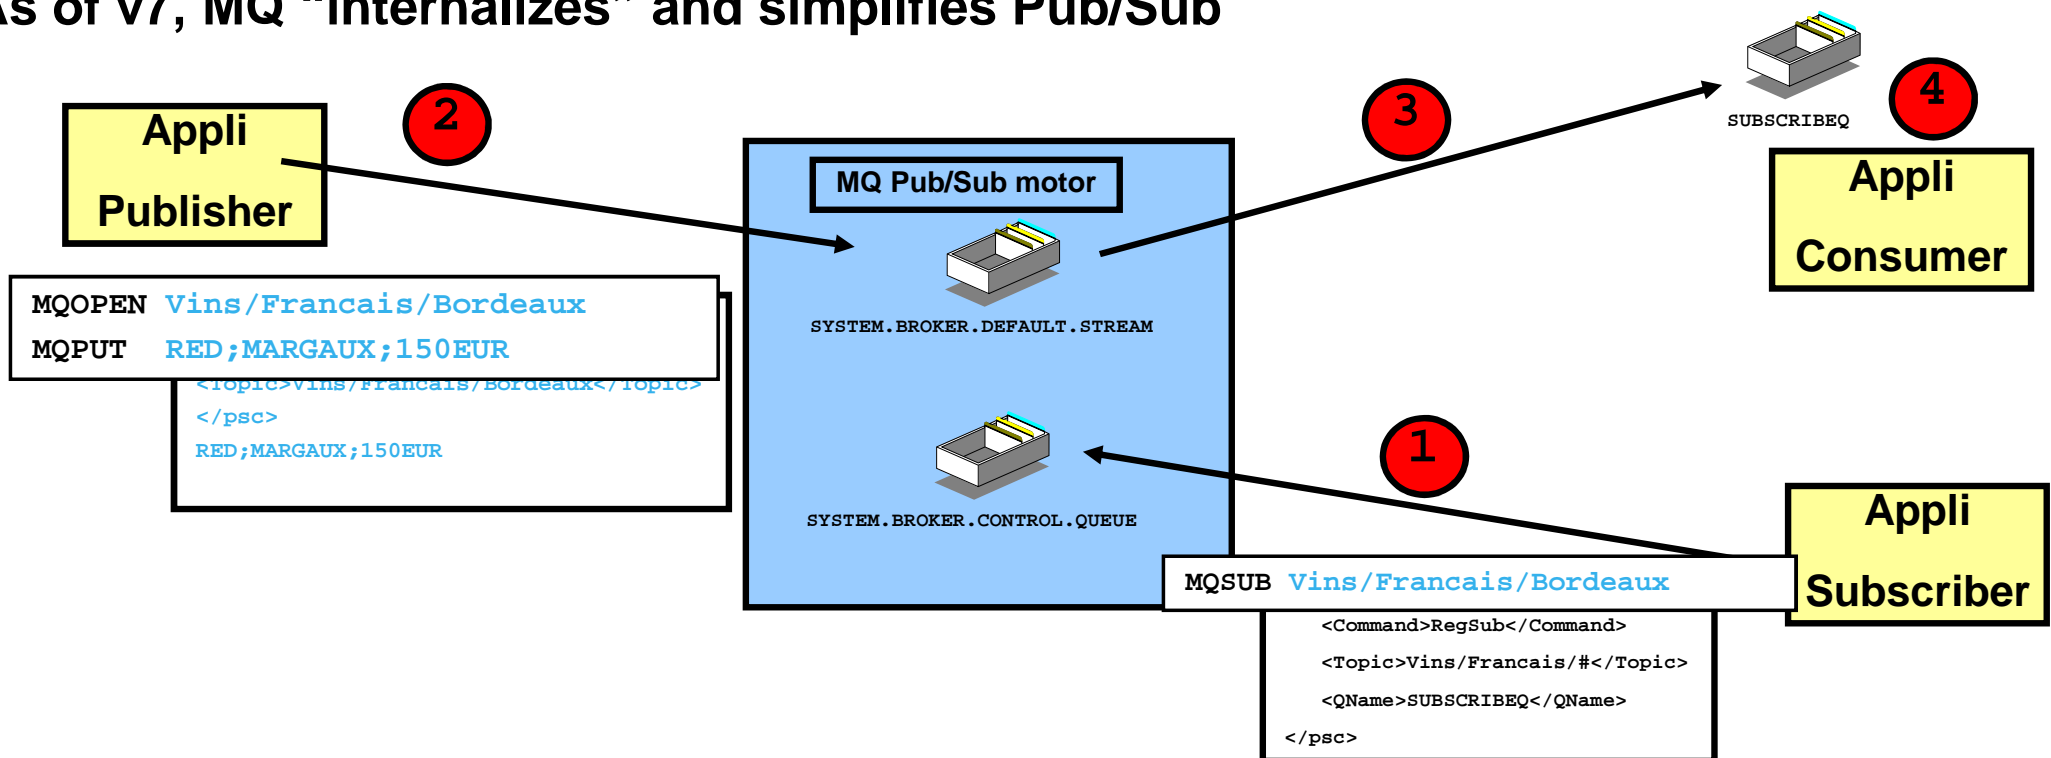 As of v7, MQ “internalizes” and simplifies Pub/Sub
Appli
Publisher
2
MQ Pub/Sub motor
3
SUBSCRIBEQ
4
Appli
Consumer
MQOPEN Vins/Francais/Bordeaux
MQPUT RED;MARGAUX;150EUR
<Topic>Vins/Francais/Bordeaux</Topic>
</psc>
RED;MARGAUX;150EUR
SYSTEM.BROKER.DEFAULT.STREAM
SYSTEM.BROKER.CONTROL.QUEUE
1
Appli
Subscriber
MQSUB Vins/Francais/Bordeaux
<Command>RegSub</Command>
<Topic>Vins/Francais/#</Topic>
<QName>SUBSCRIBEQ</QName>
</psc>